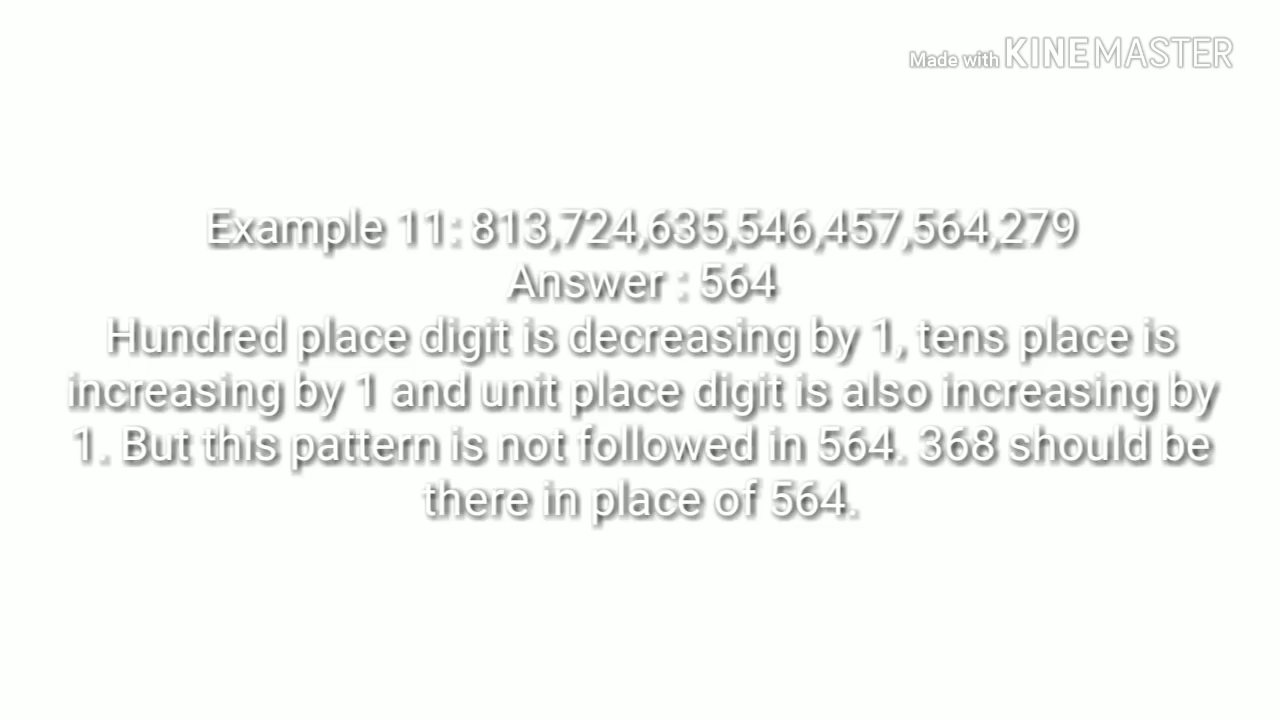 Made with KINEMASTER
Example 11: 813,724,635,546,457,564,279
Answer : 564
Hundred place digit is decreasing by 1, tens place is
increasing by 1 and unit place digit is also increasing by
1. But this pattern is not followed in 564. 368 should be
there in place of 564.